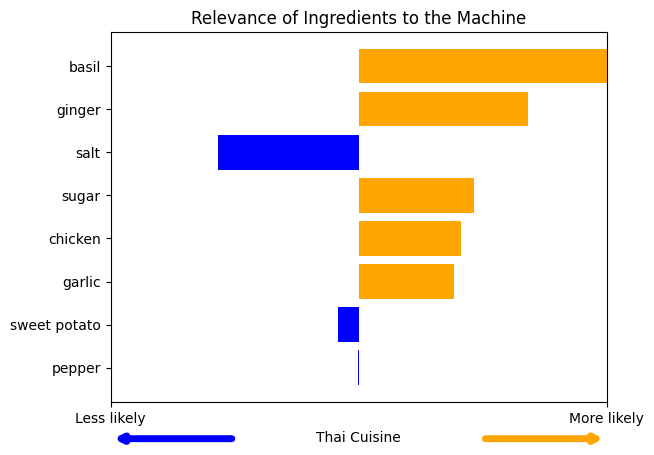 Relevance of Ingredients to the Machine
basil
ginger
salt
sugar
chicken
garlic
sweet potato
pepper
Less likely
More likely
Thai Cuisine